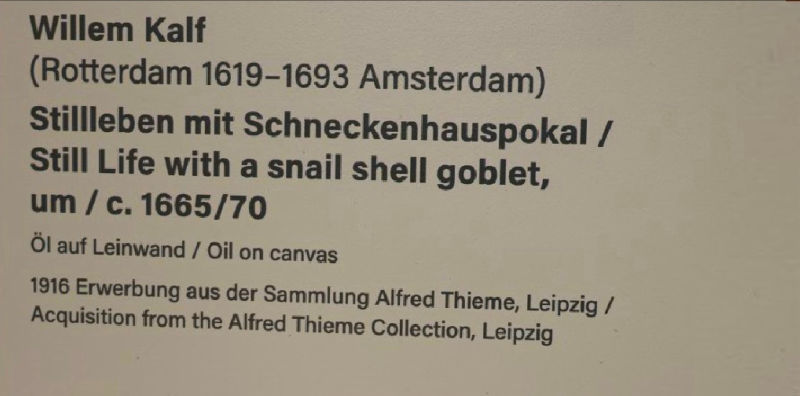 Willem Kalf
(Rotterdam 1619–1693 Amsterdam)
Stillleben mit Schneckenhauspokal /
Still Life with a snail shell goblet,
um / c. 1665/70
Öl auf Leinwand / Oil on canvas
1916 Erwerbung aus der Sammlung Alfred Thieme, Leipzig /
Acquisition from the Alfred Thieme Collection, Leipzig